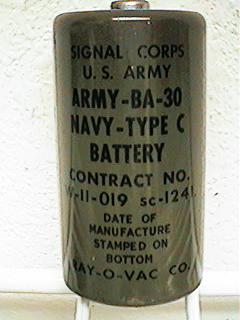 SIGNAL CORPS
U. S. ARMY
ARMY-BA-30
NAVY-TYPE C
BATTERY
CONTRACT NO.
W-11-019 SC-1241
DATE OF
MANUFACTURE
STAMPED ON
BOTTOM
RAY-O-VAC CO.